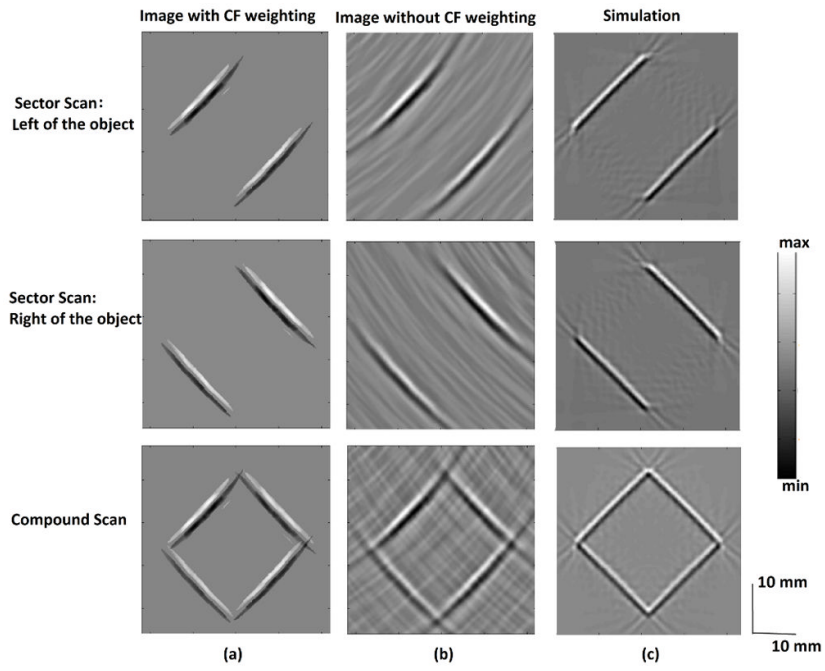 Image with CF weighting
Image without CF weighting
Simulation
Sector Scan:
Left of the object
Sector Scan:
Right of the object
max
min
Compound Scan
10 mm
10 mm
(a)
(b)
(c)